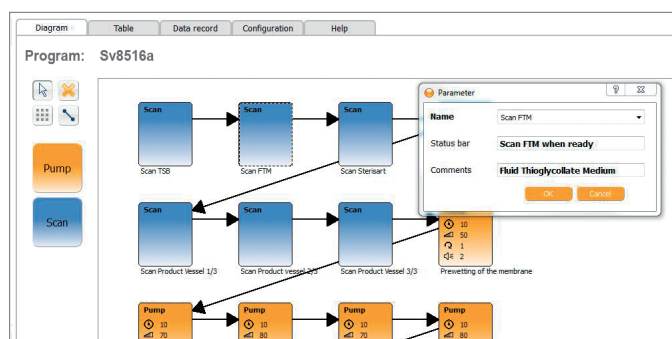 Diagram
Table
Data record
Configuration
Help
Program: Sv8516a
Pump
Scan
Scan
Scan TSB
Scan
Scan FTM
Scan
Scan Sterisart
Parameter
Name
Scan FTM
Status bar
Scan FTM when ready
Comments
Fluid Thioglycollate Medium
OK
Cancel
Scan
Scan Product Vessel 1/3
Scan
Scan Product vessel 2/3
Scan
Scan Product Vessel 3/3
10
50
1
2
Prewetting of the membrane
Pump
10
70
Pump
10
80
Pump
10
70
Pump
10
80